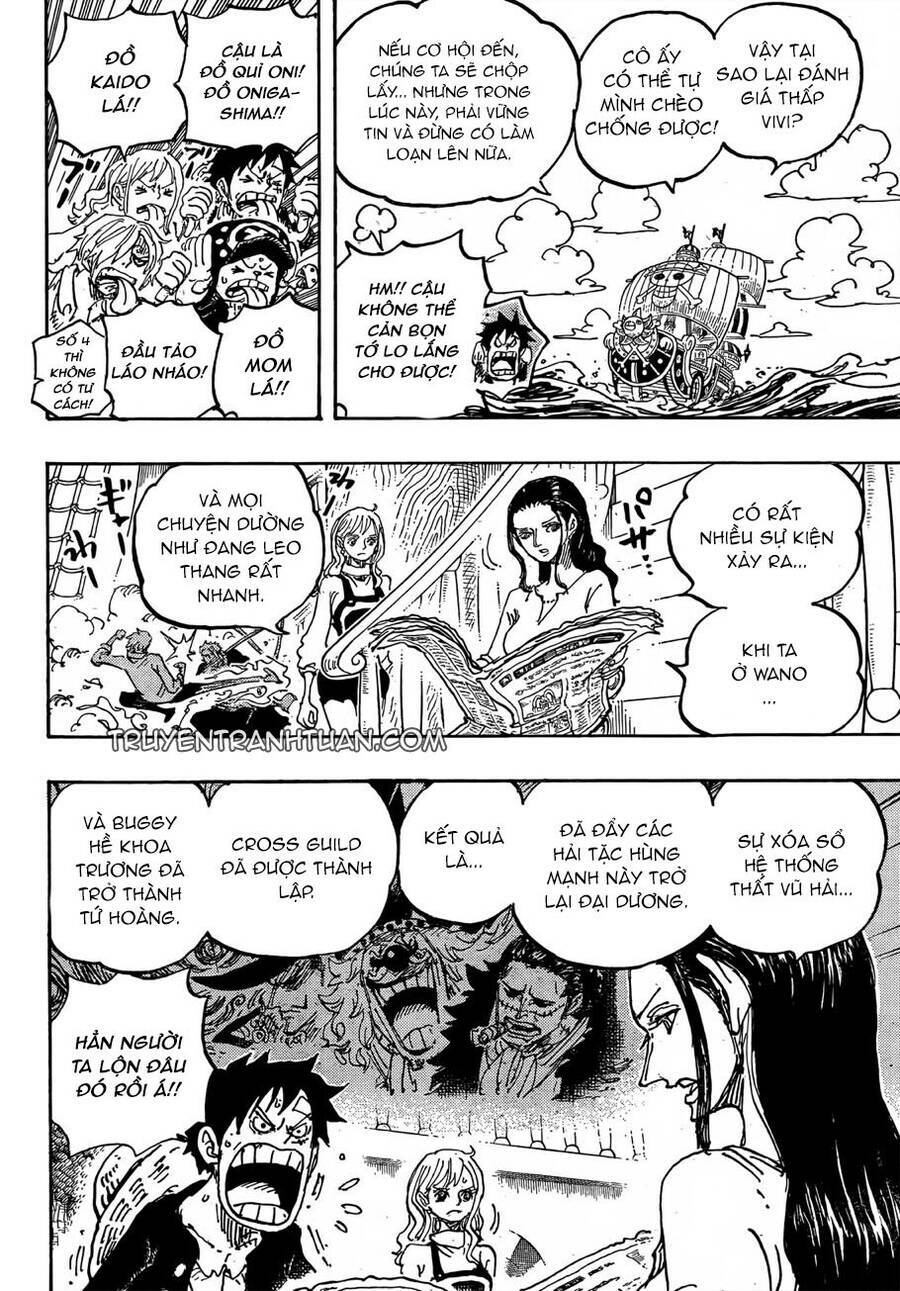 VẬY TẠI
SAO LẠI ĐÁNH
GIÁ THẤP
VIVI?
CÔ ẤY
CÓ THỂ TỰ
MÌNH CHÈO
CHỐNG ĐƯỢC!
NẾU CƠ HỘI ĐẾN,
CHÚNG TA SẼ CHỘP
LẤY... NHƯNG TRONG
LÚC NÀY, PHẢI VỮNG
TIN VÀ ĐỪNG CÓ LÀM
LOẠN LÊN NỮA.
HM!! CẬU
KHÔNG THỂ
CẢN BỌN
TỚ LO LẮNG
CHO ĐƯỢC!
CẬU LÀ
ĐỒ QUỈ ONI!
ĐỒ ONIGA-
SHIMA!!
ĐỒ
KAIDO
LÁ!!
ĐỒ
MOM
LÁ!!
ĐẦU TẢO
LÁO NHÁO!
SỐ 4
THÌ
KHÔNG
CÓ TƯ
CÁCH!
CÓ RẤT
NHIỀU SỰ KIỆN
XẢY RA...
KHI TA
Ở WANO
...
パサ
VÀ MỌI
CHUYỆN DƯỜNG
NHƯ ĐANG LEO
THANG RẤT
NHANH.
TRUYENTRANHTUAN.COM
SỰ XÓA SỔ
HỆ THỐNG
THẤT VŨ HẢI...
ĐÃ ĐẨY CÁC
HẢI TẶC HÙNG
MẠNH NÀY TRỞ
LẠI ĐẠI DƯƠNG.
KẾT QUẢ
LÀ...
CROSS GUILD
ĐÃ ĐƯỢC THÀNH
LẬP.
VÀ BUGGY
HỀ KHOA
TRƯƠNG ĐÃ
TRỞ THÀNH
TỨ HOÀNG.
HẲN NGƯỜI
TA LỘN ĐÂU
ĐÓ RỒI Á!!